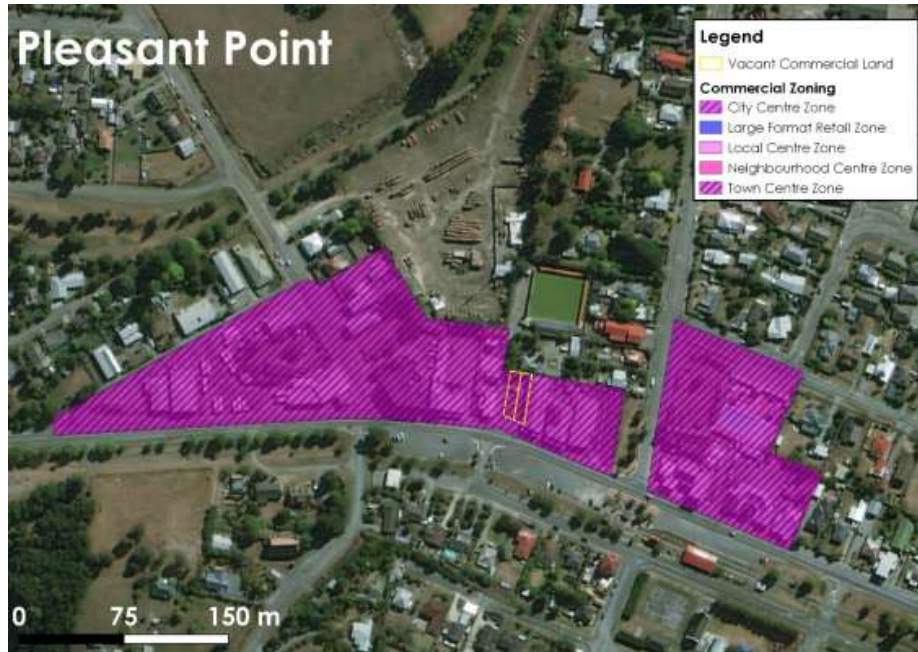 Pleasant Point
Legend
Vacant Commercial Land
Commercial Zoning
City Centre Zone
Large Format Retail Zone
Local Centre Zone
Neighbourhood Centre Zone
Town Centre Zone
0 75 150 m